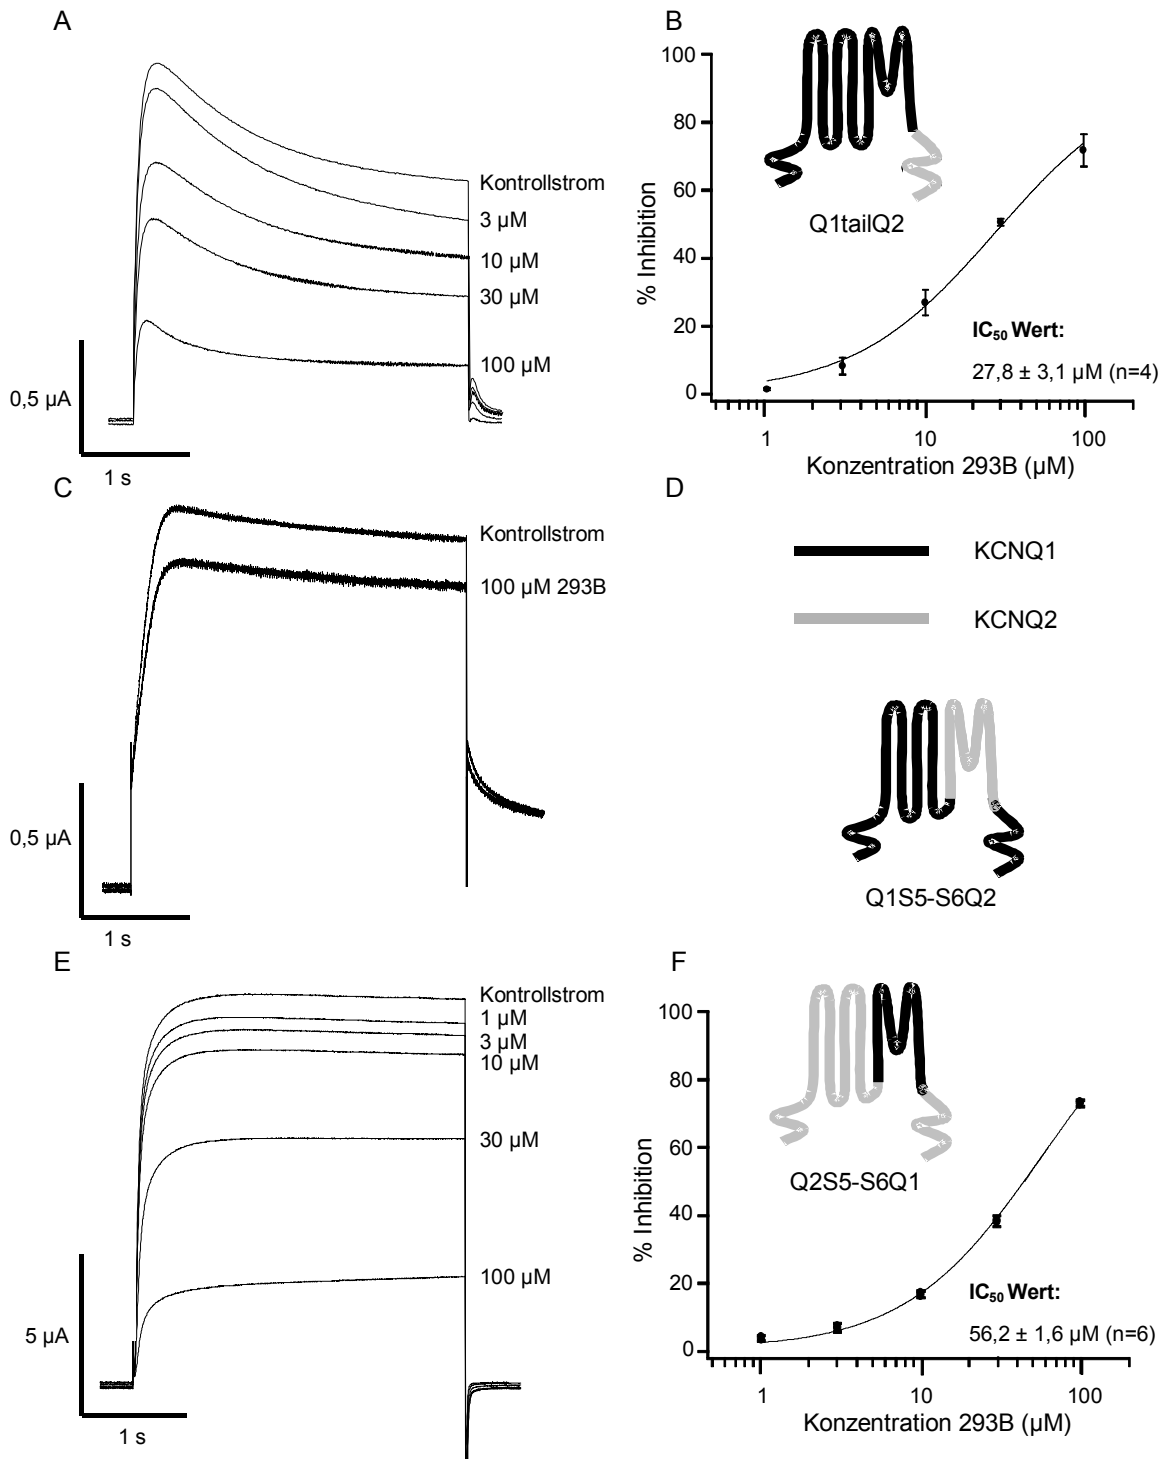 A
Kontrollstrom
3 µM
10 µM
30 µM
100 µM
0,5 µA
1 s
B
100
80
60
40
20
0
% Inhibition
Q1tailQ2
IC50 Wert:
27,8 ± 3,1 µM (n=4)
1
10
100
Konzentration 293B (µM)
C
Kontrollstrom
100 µM 293B
0,5 µA
1 s
D
KCNQ1
KCNQ2
Q1S5-S6Q2
E
Kontrollstrom
1 µM
3 µM
10 µM
30 µM
100 µM
5 µA
1 s
F
100
80
60
40
20
0
% Inhibition
Q2S5-S6Q1
IC50 Wert:
56,2 ± 1,6 µM (n=6)
1
10
100
Konzentration 293B (µM)